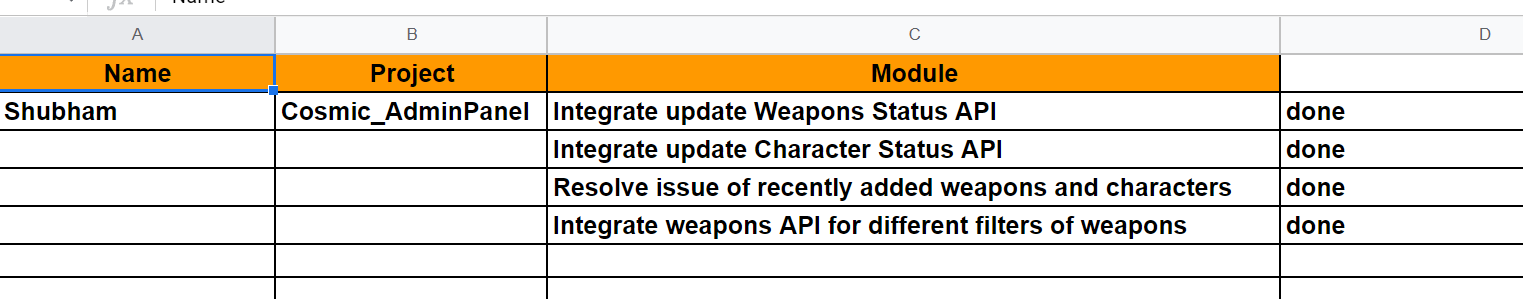 Name
A B C D
Name Project Module
Shubham Cosmic_AdminPanel Integrate update Weapons Status API done
Integrate update Character Status API done
Resolve issue of recently added weapons and characters done
Integrate weapons API for different filters of weapons done